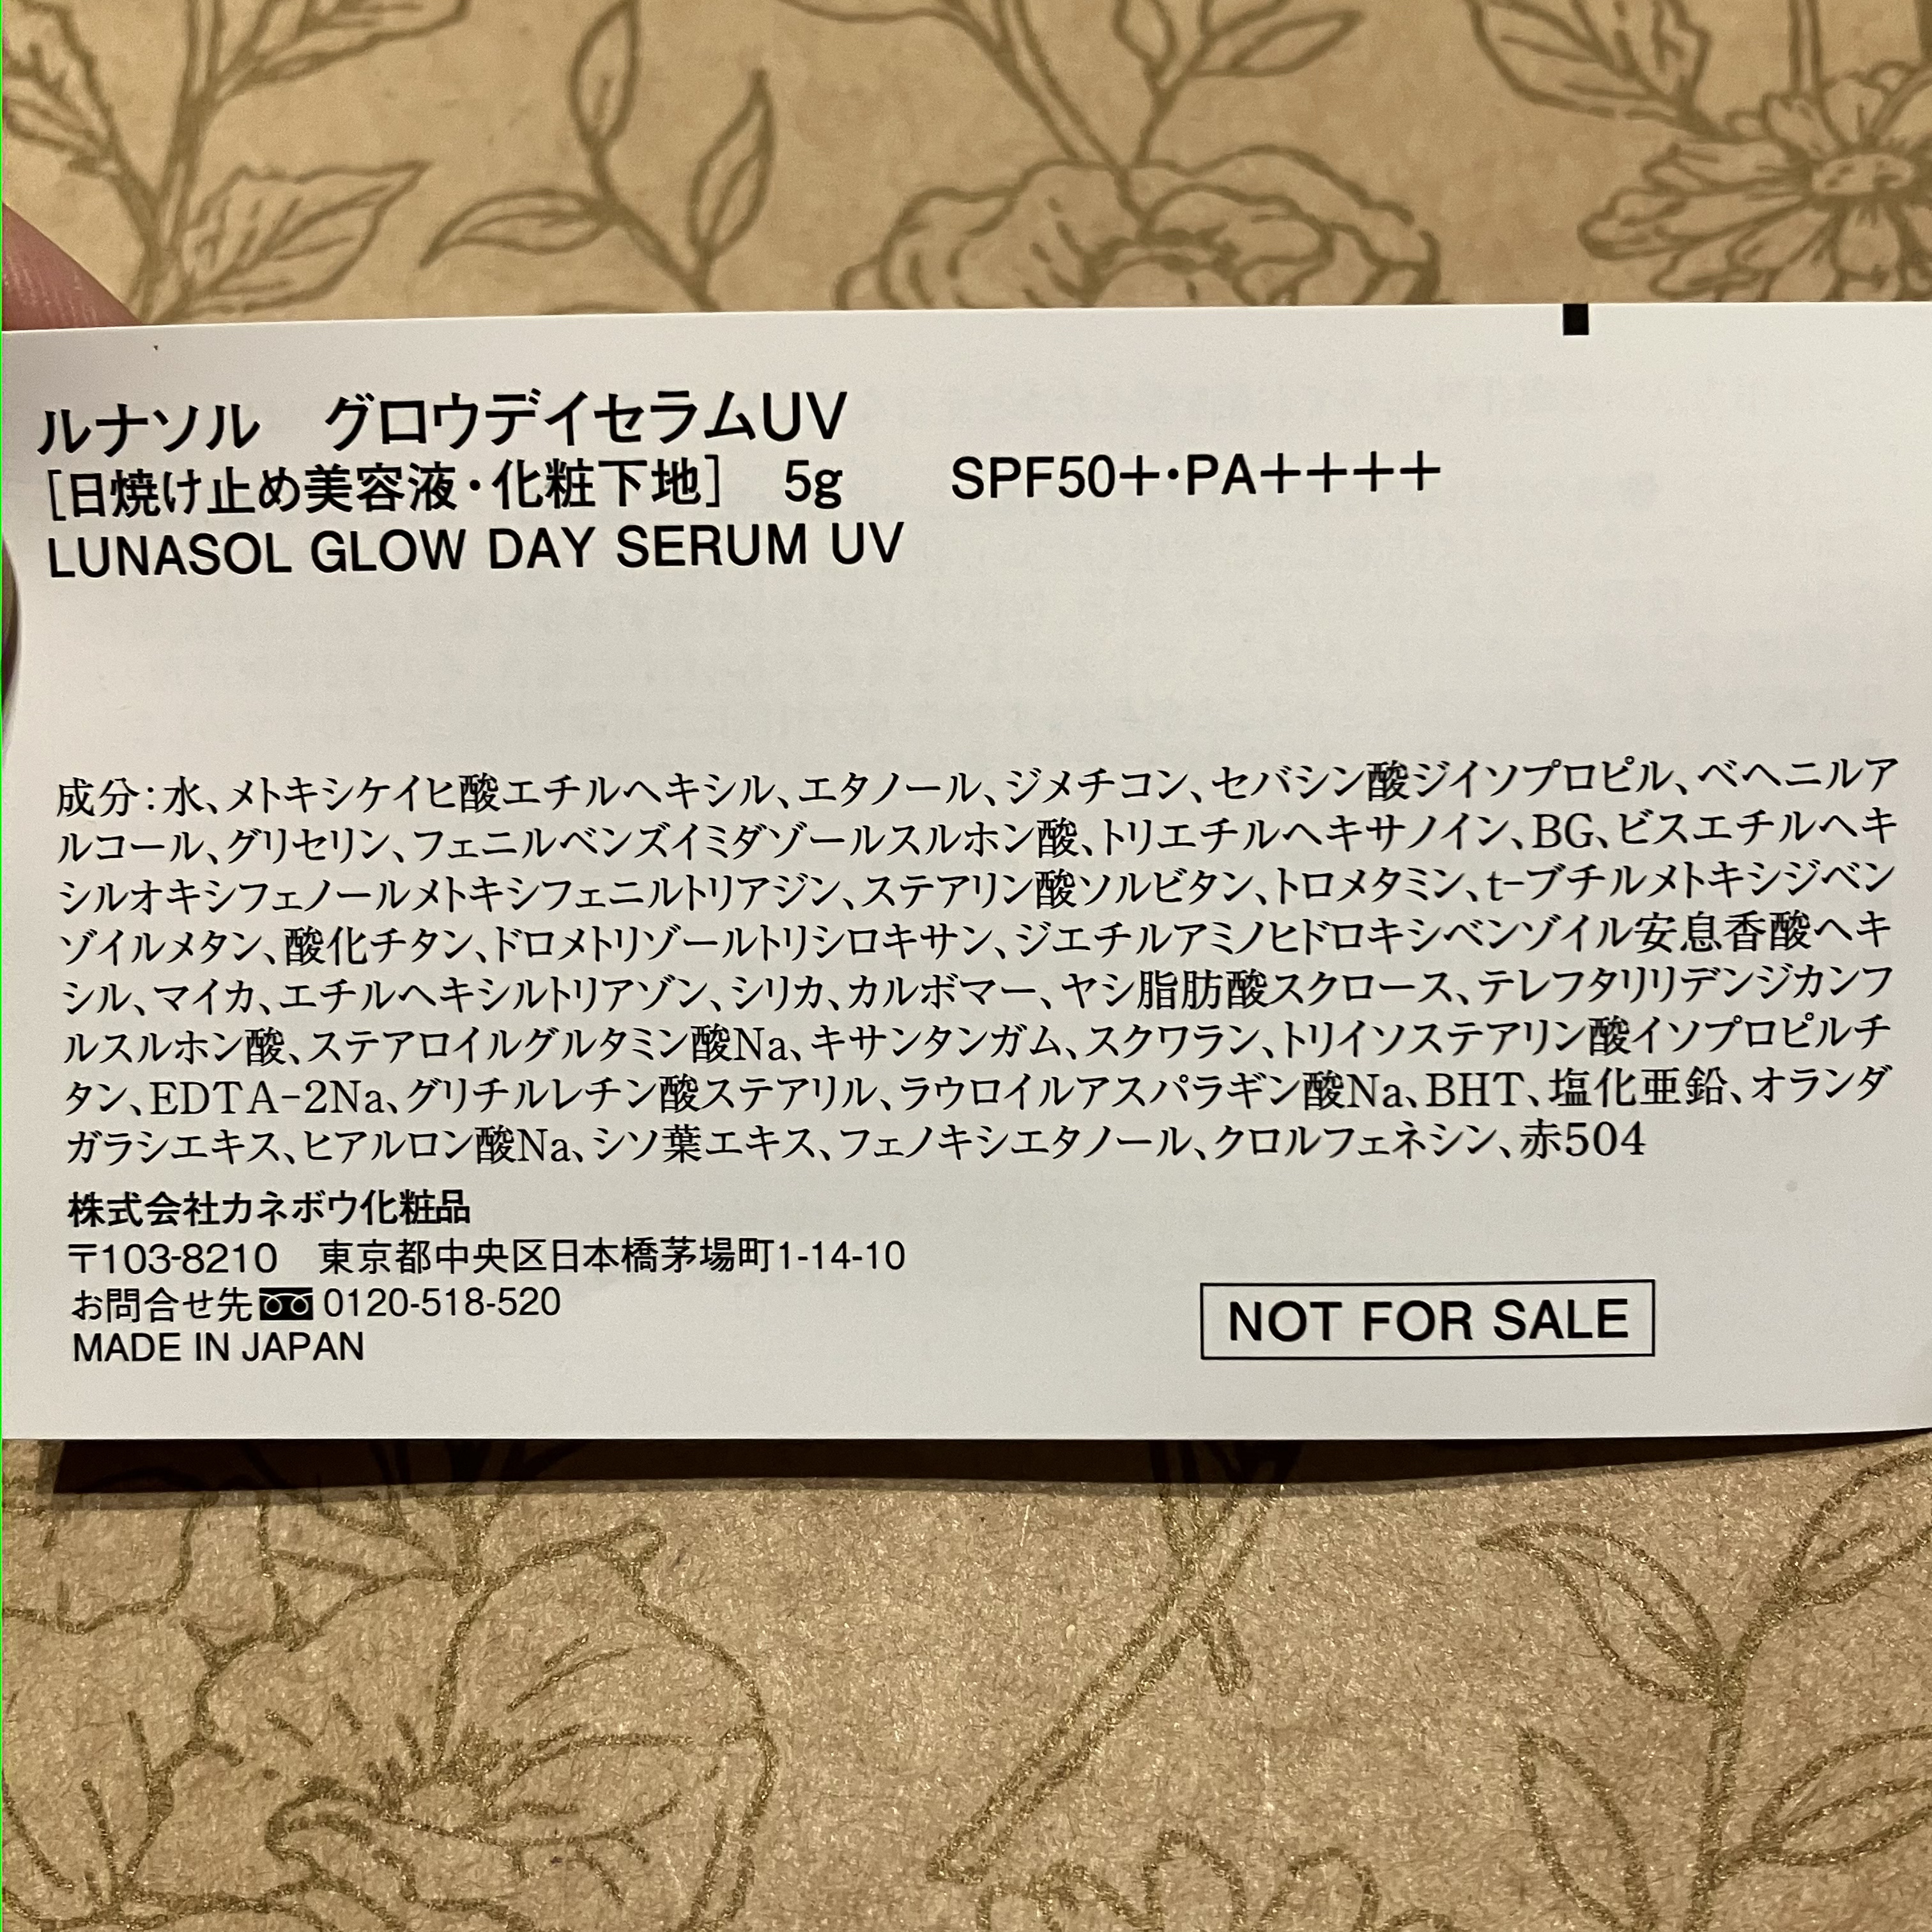 ルナソル　グロウデイセラムUV
[日焼け止め美容液・化粧下地]　5g　　SPF50+・PA++++
LUNASOL GLOW DAY SERUM UV
成分：水、メトキシケイヒ酸エチルヘキシル、エタノール、ジメチコン、セバシン酸ジイソプロピル、ベヘニルア
ルコール、グリセリン、フェニルベンズイミダゾールスルホン酸、トリエチルヘキサノイン、BG、ビスエチルヘキ
シルオキシフェノールメトキシフェニルトリアジン、ステアリン酸ソルビタン、トロメタミン、t-ブチルメトキシジベン
ゾイルメタン、酸化チタン、ドロメトリゾールトリシロキサン、ジエチルアミノヒドロキシベンゾイル安息香酸ヘキ
シル、マイカ、エチルヘキシルトリアゾン、シリカ、カルボマー、ヤシ脂肪酸スクロース、テレフタリリデンジカンフ
ルスルホン酸、ステアロイルグルタミン酸Na、キサンタンガム、スクワラン、トリイソステアリン酸イソプロピルチ
タン、EDTA-2Na、グリチルレチン酸ステアリル、ラウロイルアスパラギン酸Na、BHT、塩化亜鉛、オランダ
ガラシエキス、ヒアルロン酸Na、シソ葉エキス、フェノキシエタノール、クロルフェネシン、赤504
株式会社カネボウ化粧品
〒103-8210　東京都中央区日本橋茅場町1-14-10
お問合せ先 0120-518-520
MADE IN JAPAN
NOT FOR SALE